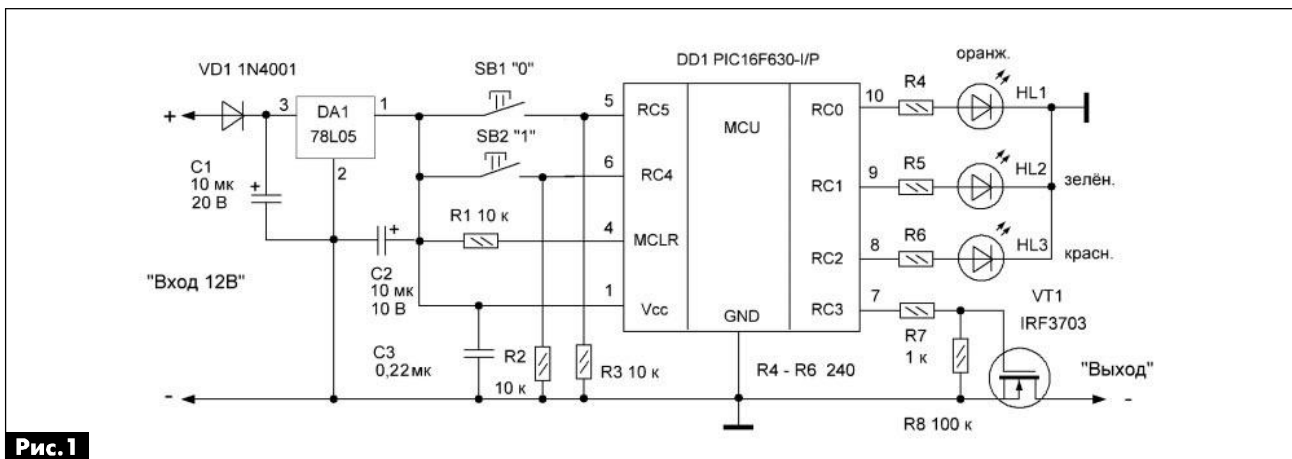 DD1 PIC16F630-I/P
оранж.
VD1 1N4001
SB1 "0"
+
3
DA1
78L05
1
5
RC5
MCU
RC0
10
R4
HL1
SB2 "1"
2
C1
10 мк
20 В
+
6
RC4
RC1
9
R5
HL2
зелён.
R1 10 к
4
MCLR
RC2
8
R6
HL3
красн.
+
"Вход 12В"
C2
10 мк
10 В
1
Vcc
GND
RC3
7
R7
1 к
VT1
IRF3703
C3
0,22мк
R2
10 к
R3 10 к
R4 - R6 240
"Выход"
-
-
R8 100 к
Рис.1